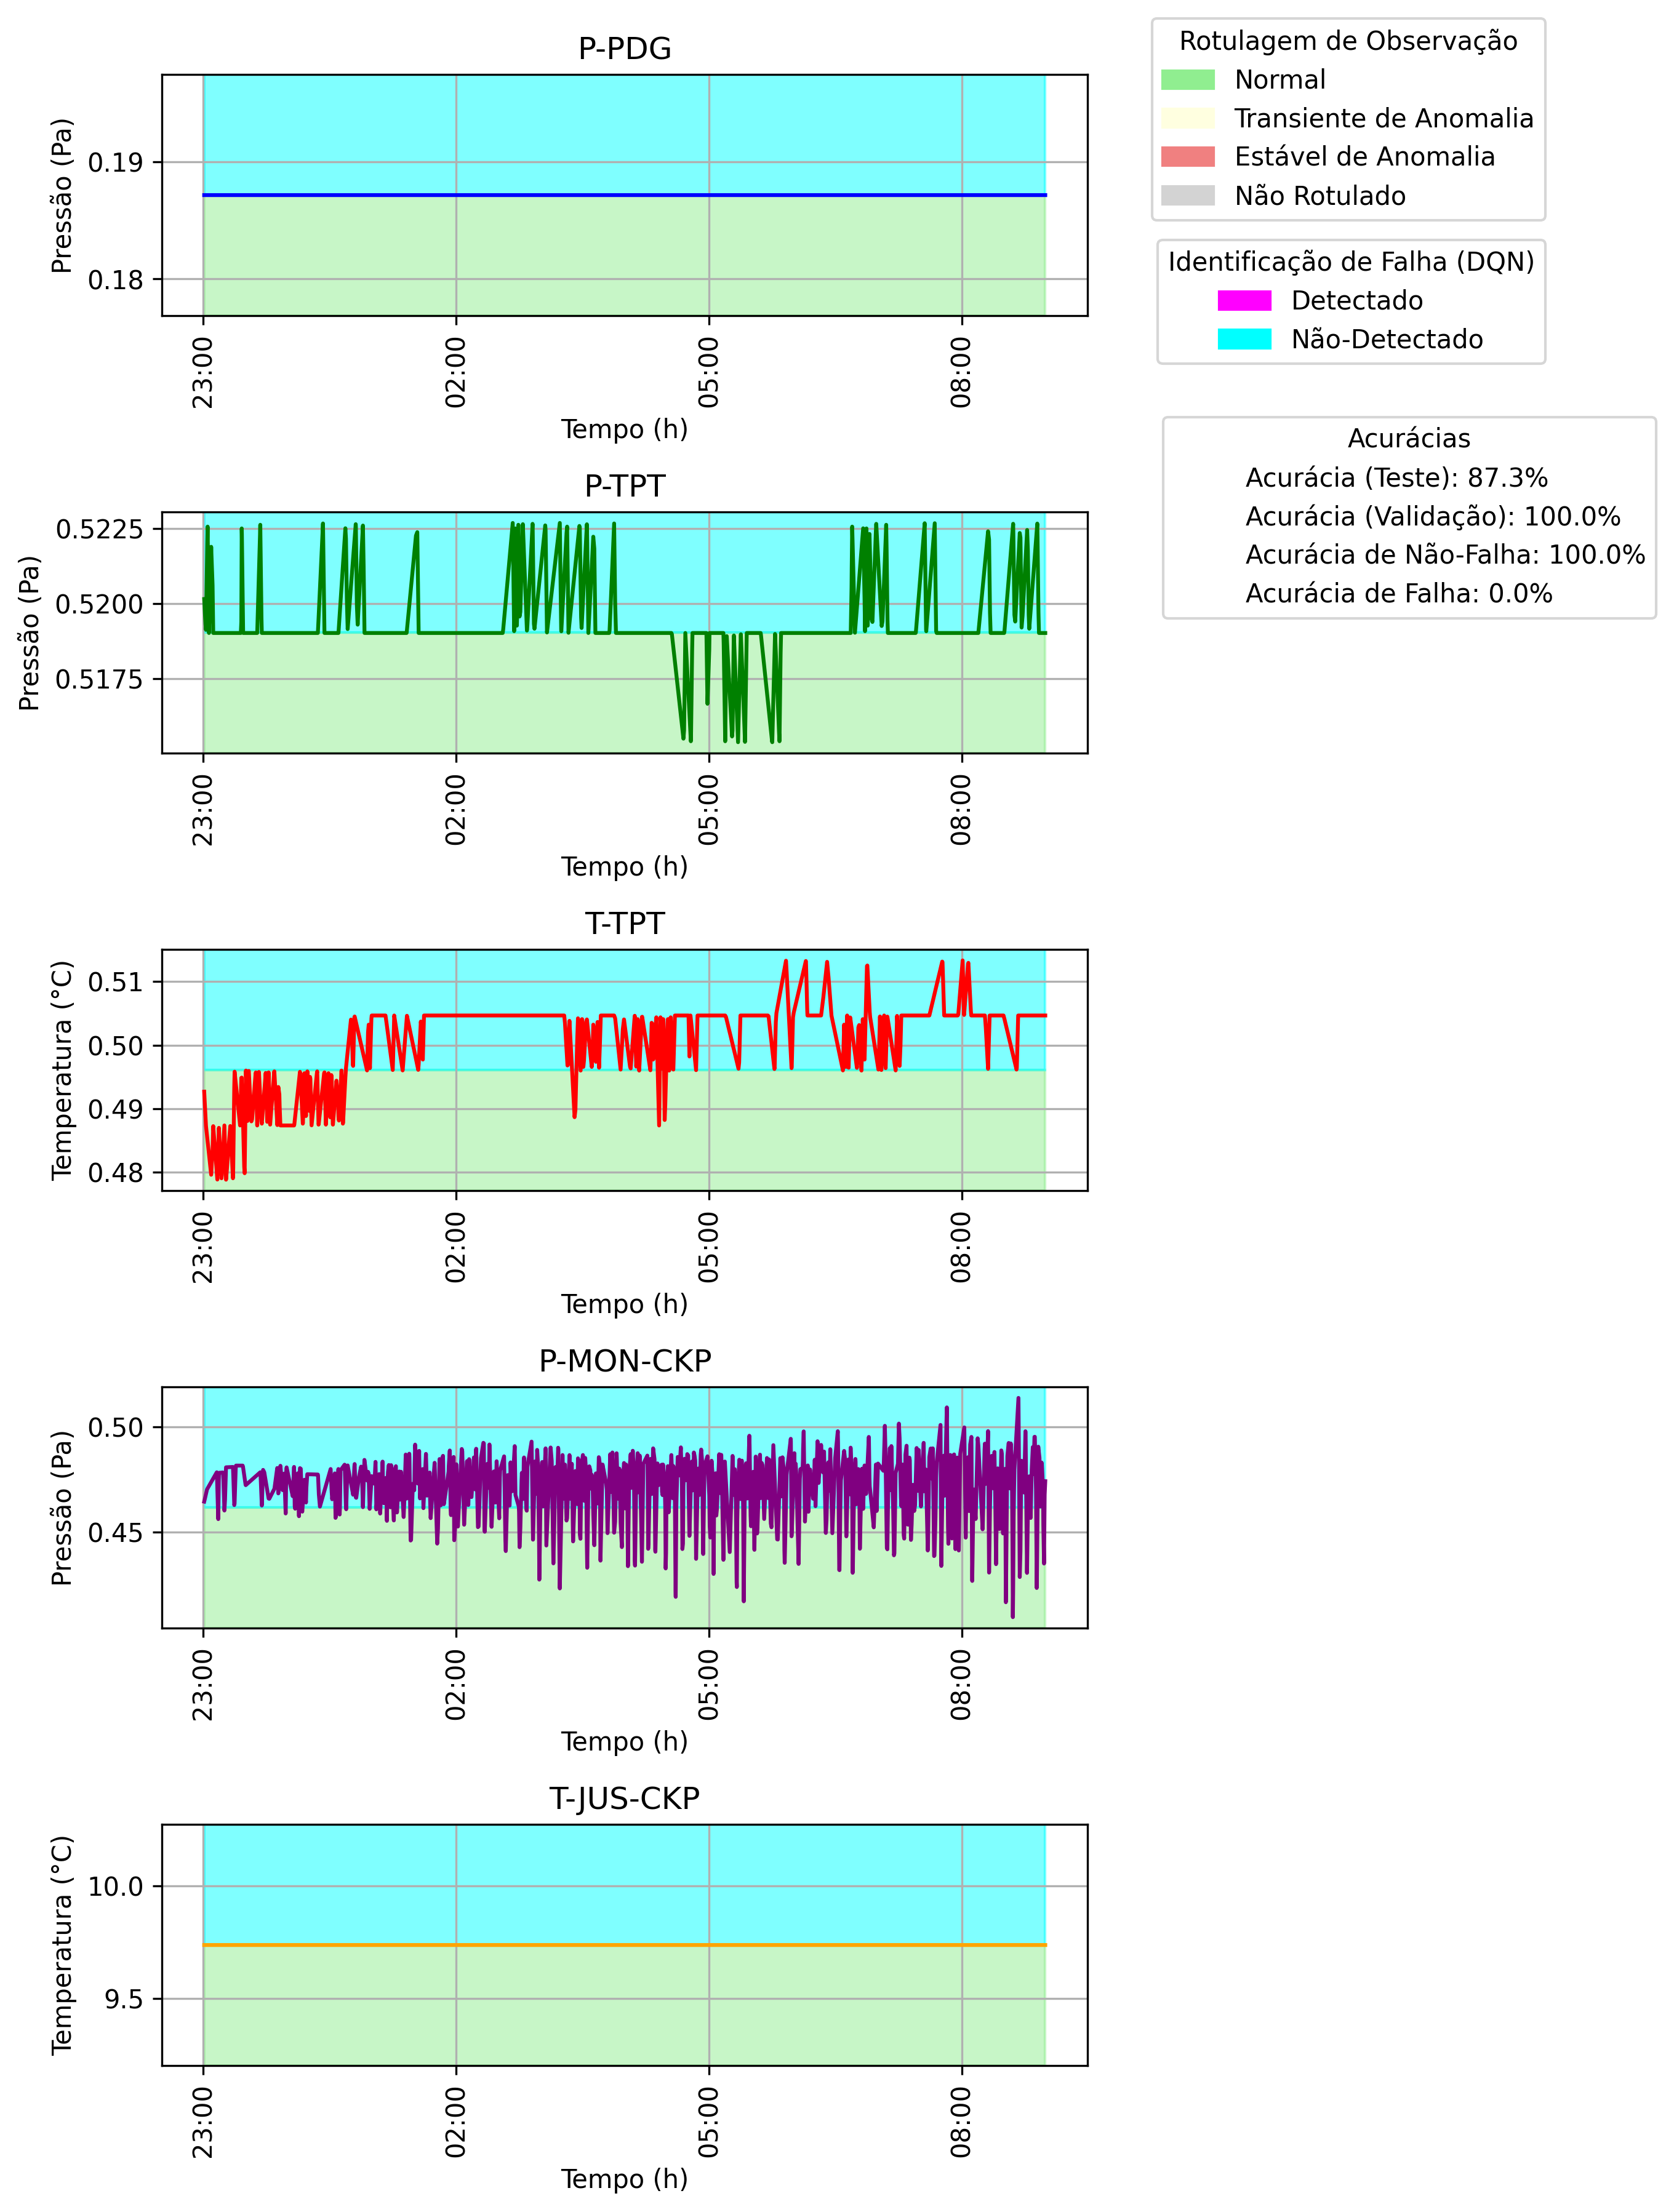 P-PDG
Pressão (Pa)
0.19
0.18
23:00
02:00
05:00
08:00
Tempo (h)
Rotulagem de Observação
Normal
Transiente de Anomalia
Estável de Anomalia
Não Rotulado
Identificação de Falha (DQN)
Detectado
Não-Detectado
Acurácias
Acurácia (Teste): 87.3%
Acurácia (Validação): 100.0%
Acurácia de Não-Falha: 100.0%
Acurácia de Falha: 0.0%
P-TPT
Pressão (Pa)
0.5225
0.5200
0.5175
23:00
02:00
05:00
08:00
Tempo (h)
T-TPT
Temperatura (°C)
0.51
0.50
0.49
0.48
23:00
02:00
05:00
08:00
Tempo (h)
P-MON-CKP
Pressão (Pa)
0.50
0.45
23:00
02:00
05:00
08:00
Tempo (h)
T-JUS-CKP
Temperatura (°C)
10.0
9.5
23:00
02:00
05:00
08:00
Tempo (h)